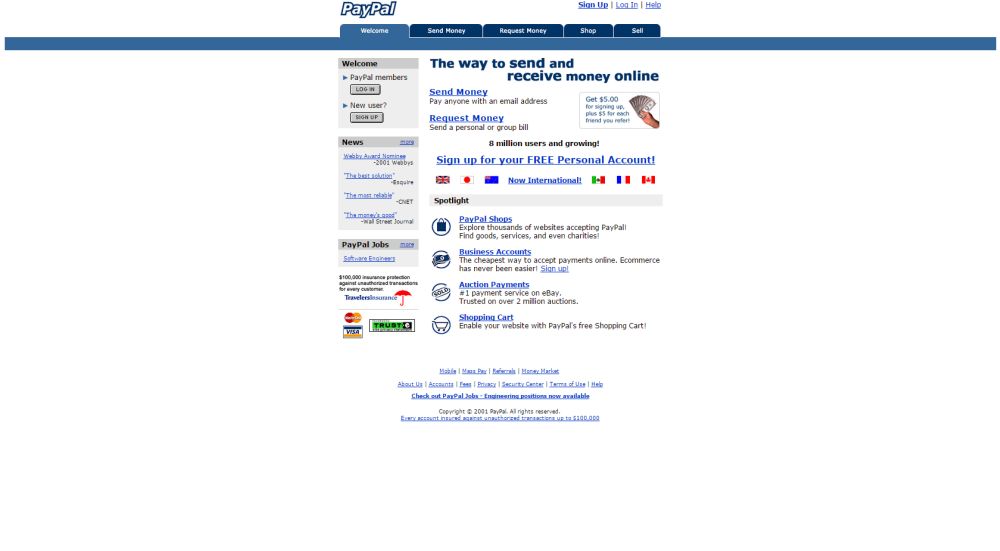 PayPal
Sign Up | Log In | Help
Welcome
Send Money
Request Money
Shop
Sell
Welcome
PayPal members
LOG IN
New user?
SIGN UP
News
more
Webby Award Nominee
-2001 Webbys
"The best solution"
-Esquire
"The most reliable"
-CNET
"The money's good"
-Wall Street Journal
PayPal Jobs
more
Software Engineers
$100,000 insurance protection
against unauthorized transactions
for every customer.
TravelersInsurance
MasterCard
VISA
TRUSTe
The way to send and
receive money online
Send Money
Pay anyone with an email address
Request Money
Send a personal or group bill
Get $5.00
for signing up,
plus $5 for each
friend you refer!
8 million users and growing!
Sign up for your FREE Personal Account!
Now International!
Spotlight
PayPal Shops
Explore thousands of websites accepting PayPal!
Find goods, services, and even charities!
Business Accounts
The cheapest way to accept payments online. Ecommerce
has never been easier! Sign up!
SOLD
Auction Payments
#1 payment service on eBay.
Trusted on over 2 million auctions.
Shopping Cart
Enable your website with PayPal's free Shopping Cart!
Mobile | Mass Pay | Referrals | Money Market
About Us | Accounts | Fees | Privacy | Security Center | Terms of Use | Help
Check out PayPal Jobs - Engineering positions now available
Copyright © 2001 PayPal. All rights reserved.
Every account insured against unauthorized transactions up to $100,000